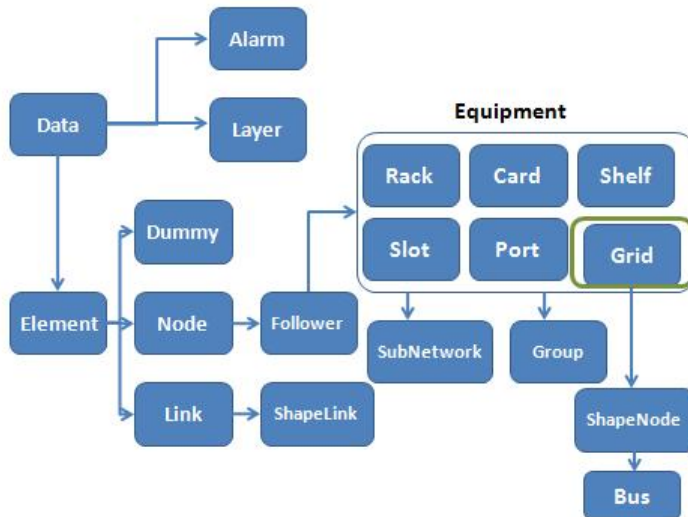 Alarm
Data
Layer
Equipment
Rack
Card
Shelf
Dummy
Slot
Port
Grid
Element
Node
Follower
SubNetwork
Group
Link
ShapeLink
ShapeNode
Bus